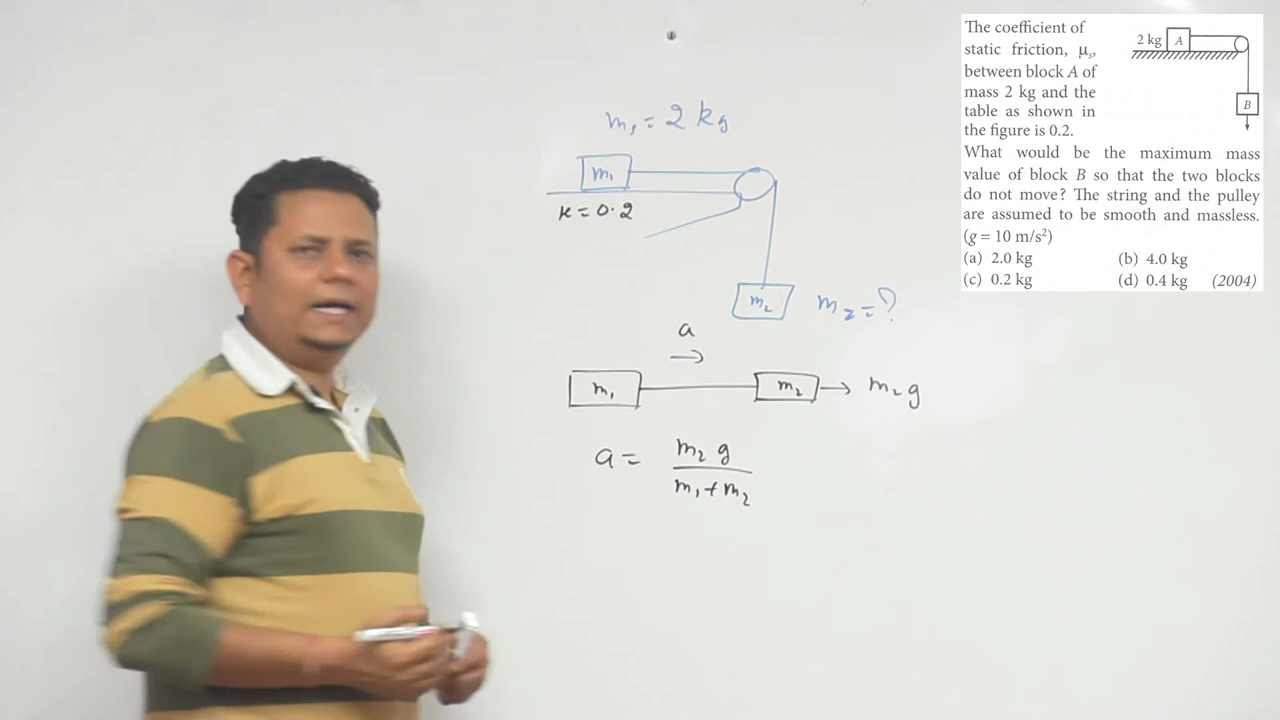 The coefficient of
static friction, μs,
between block A of
mass 2 kg and the
table as shown in
the figure is 0.2.
What would be the maximum mass
value of block B so that the two blocks
do not move? The string and the pulley
are assumed to be smooth and massless.
(g = 10 m/s²)
(a) 2.0 kg (b) 4.0 kg
(c) 0.2 kg (d) 0.4 kg (2004)
2 kg A
B
m₁ = 2 kg
m₁
μ = 0.2
m₂ m₂ = ?
a
m₁ m₂ m₂g
a = m₂ g
m₁ + m₂